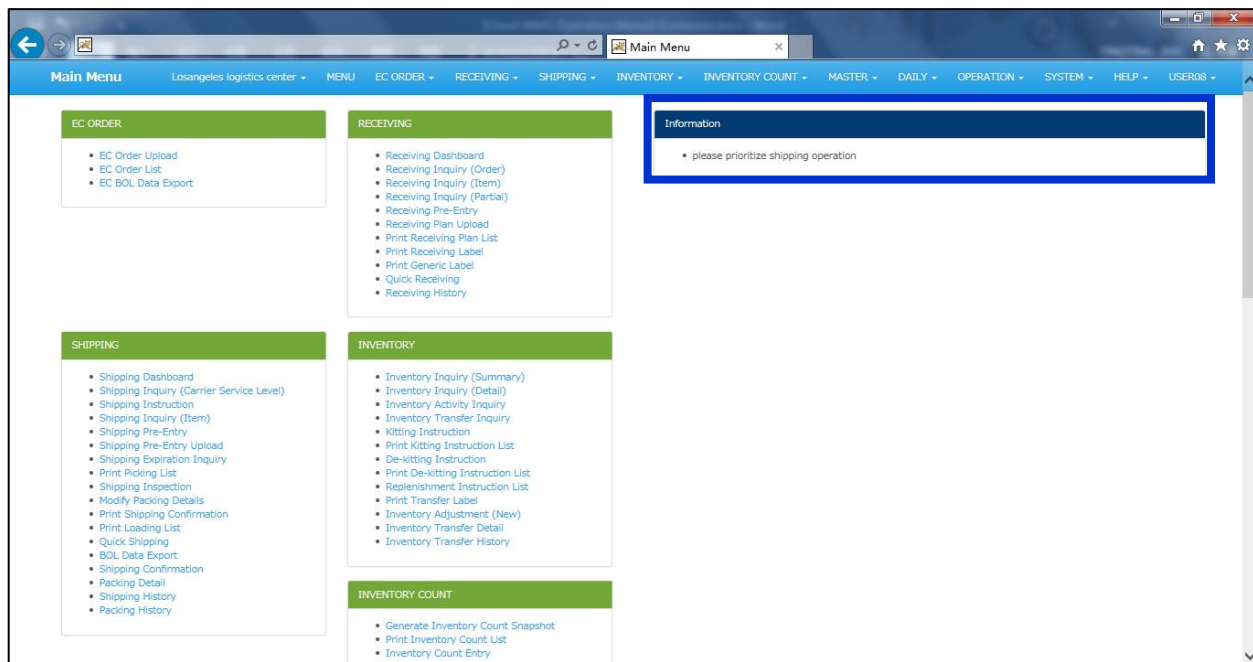 Main Menu
Main Menu Losangeles logistics center MENU EC ORDER RECEIVING SHIPPING INVENTORY INVENTORY COUNT MASTER DAILY OPERATION SYSTEM HELP USER08
EC ORDER
• EC Order Upload
• EC Order List
• EC BOL Data Export
RECEIVING
• Receiving Dashboard
• Receiving Inquiry (Order)
• Receiving Inquiry (Item)
• Receiving Inquiry (Partial)
• Receiving Pre-Entry
• Receiving Plan Upload
• Print Receiving Plan List
• Print Receiving Label
• Print Generic Label
• Quick Receiving
• Receiving History
Information
• please prioritize shipping operation
SHIPPING
• Shipping Dashboard
• Shipping Inquiry (Carrier Service Level)
• Shipping Instruction
• Shipping Inquiry (Item)
• Shipping Pre-Entry
• Shipping Pre-Entry Upload
• Shipping Expiration Inquiry
• Print Picking List
• Shipping Inspection
• Modify Packing Details
• Print Shipping Confirmation
• Print Loading List
• Quick Shipping
• BOL Data Export
• Shipping Confirmation
• Packing Detail
• Shipping History
• Packing History
INVENTORY
• Inventory Inquiry (Summary)
• Inventory Inquiry (Detail)
• Inventory Activity Inquiry
• Inventory Transfer Inquiry
• Kitting Instruction
• Print Kitting Instruction List
• De-kitting Instruction
• Print De-kitting Instruction List
• Replenishment Instruction List
• Print Transfer Label
• Inventory Adjustment (New)
• Inventory Transfer Detail
• Inventory Transfer History
INVENTORY COUNT
• Generate Inventory Count Snapshot
• Print Inventory Count List
• Inventory Count Entry